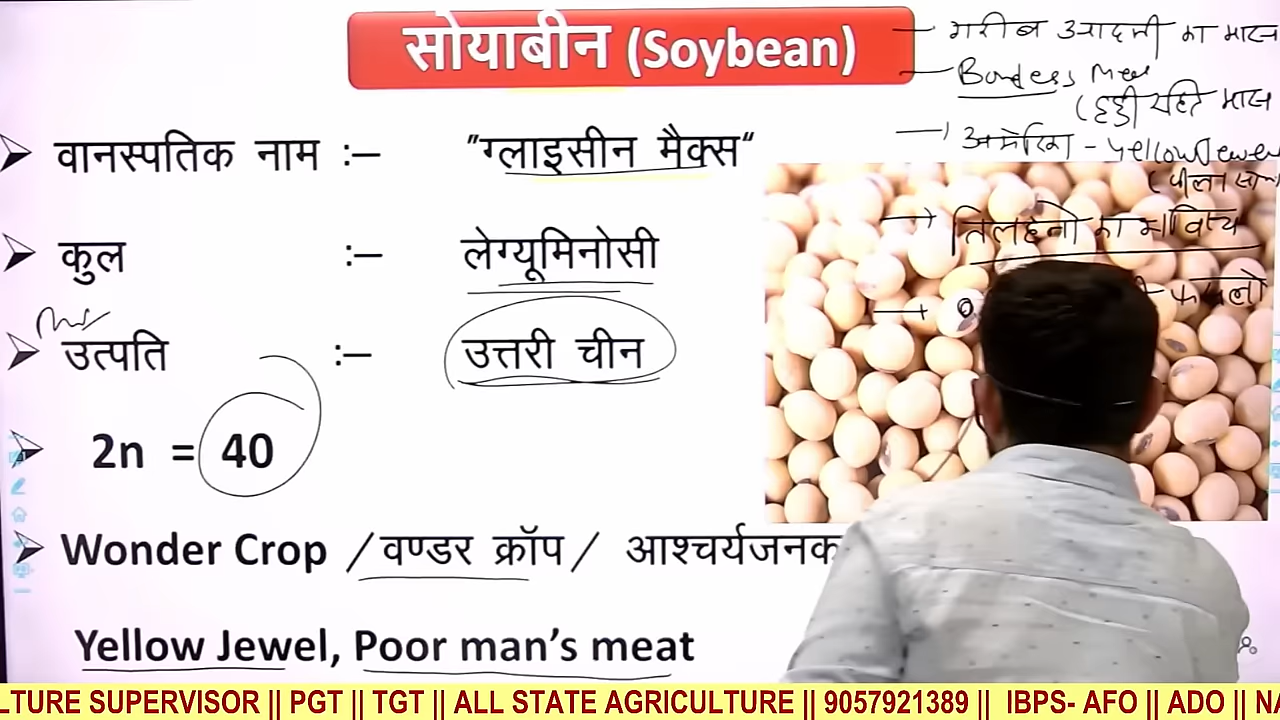 सोयाबीन (Soybean)
गरीब आदमी का मास
Boneless Meat
(हड्डी रहित मास
अमेरिका - Yellow Jewel
(पीला सोना
वानस्पतिक नाम :– "ग्लाइसीन मैक्स"
तिलहनो का भविष्य
कुल :– लेग्यूमिनोसी
उत्पति :– उत्तरी चीन
2n = 40
Wonder Crop / वण्डर क्रॉप / आश्चर्यजनक
Yellow Jewel, Poor man's meat
LTURE SUPERVISOR || PGT || TGT || ALL STATE AGRICULTURE || 9057921389 || IBPS- AFO || ADO || NA